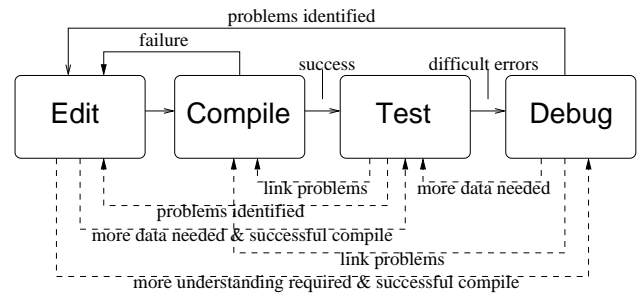 problems identified
failure
success
difficult errors
Edit
Compile
Test
Debug
link problems
more data needed
problems identified
more data needed & successful compile
link problems
more understanding required & successful compile